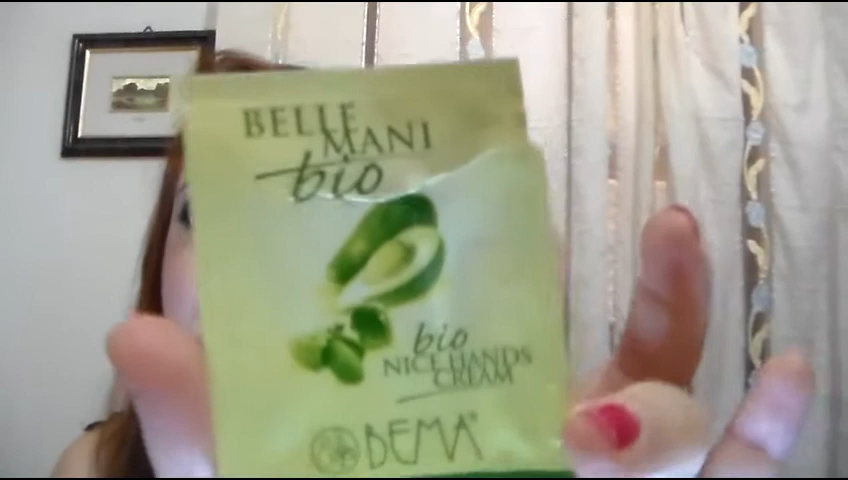 BELLE
MANI
bio
bio
NICE HANDS
CREAM
BEMA®